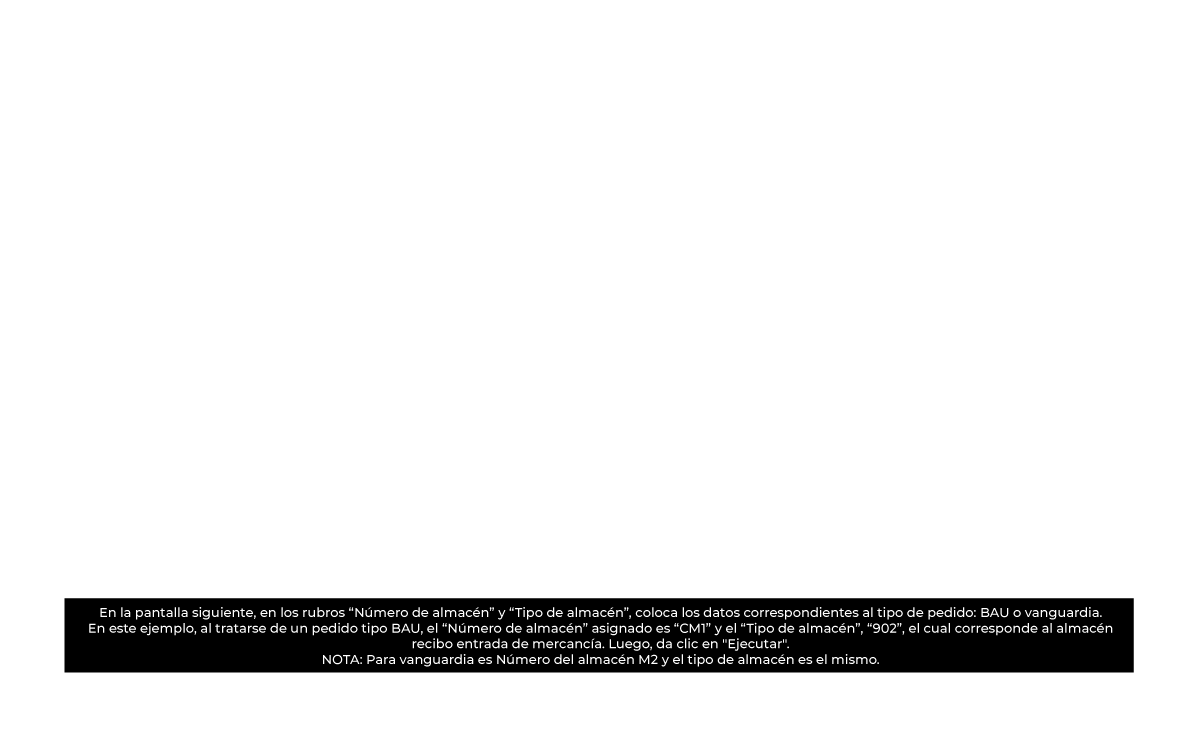 En la pantalla siguiente, en los rubros “Número de almacén” y “Tipo de almacén”, coloca los datos correspondientes al tipo de pedido: BAU o vanguardia.
En este ejemplo, al tratarse de un pedido tipo BAU, el “Número de almacén” asignado es “CM1” y el “Tipo de almacén”, “902”, el cual corresponde al almacén
recibo entrada de mercancía. Luego, da clic en "Ejecutar".
NOTA: Para vanguardia es Número del almacén M2 y el tipo de almacén es el mismo.